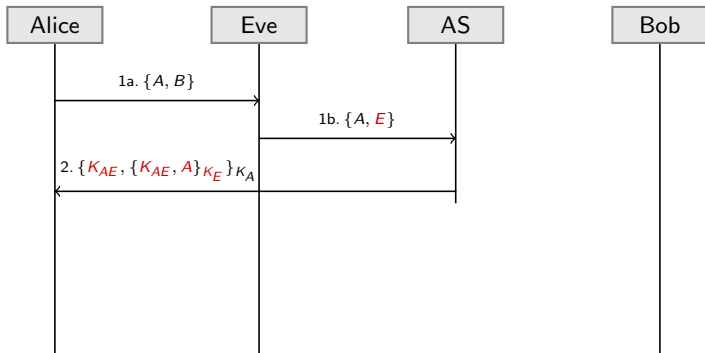 Alice Eve AS Bob
1a. {A, B}
1b. {A, E}
2. {K_AE, {K_AE, A}_K_E}_K_A